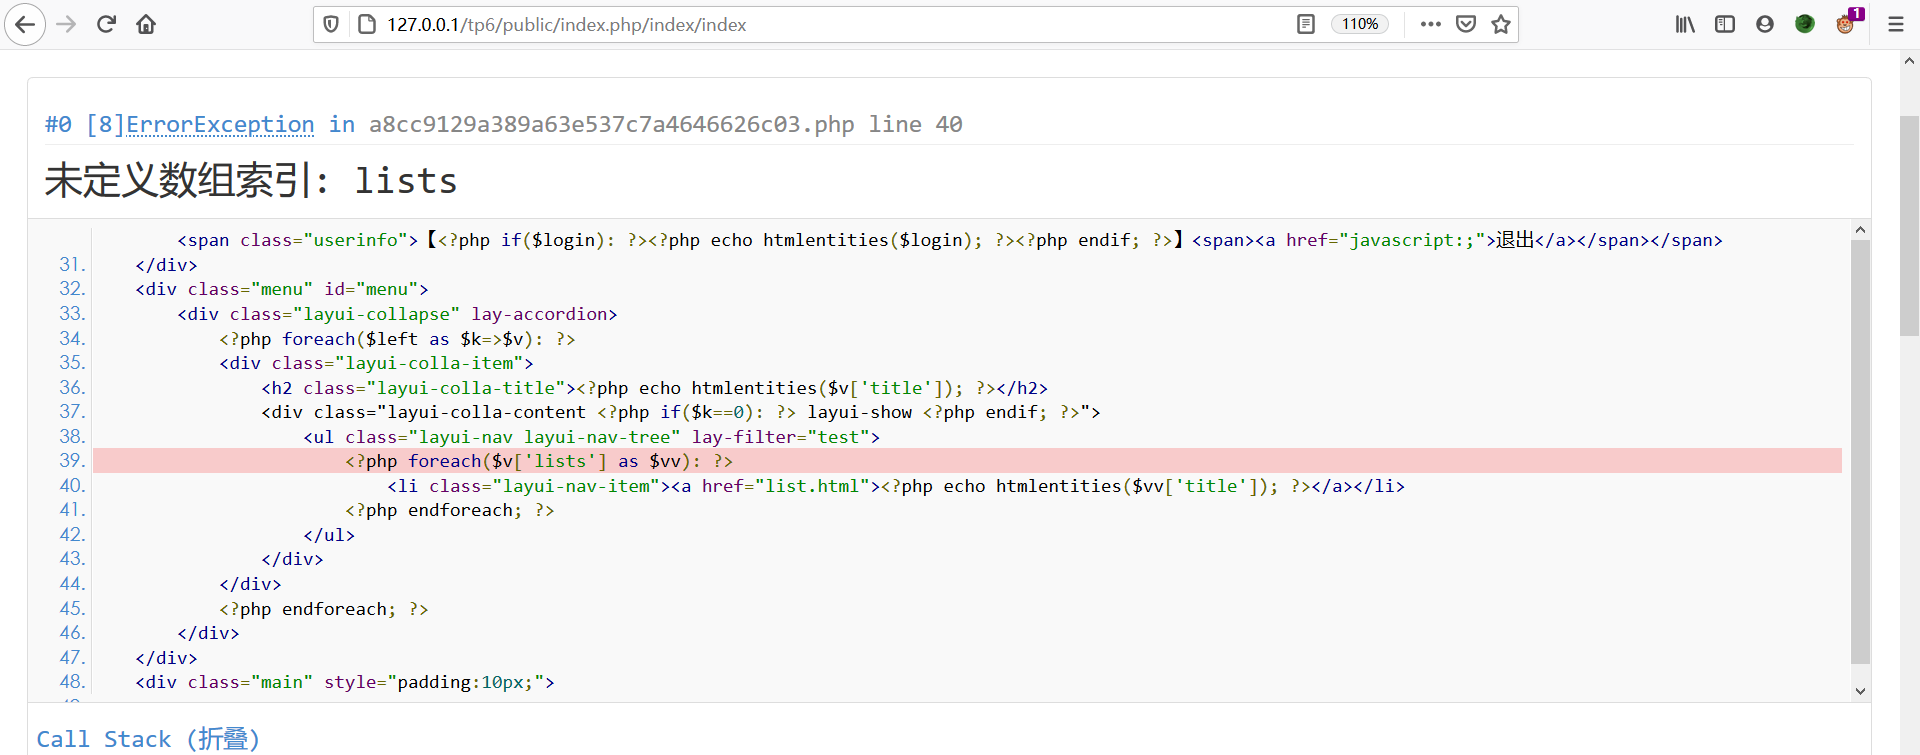 127.0.0.1/tp6/public/index.php/index/index
110%
1
#0 [8]ErrorException in a8cc9129a389a63e537c7a4646626c03.php line 40
未定义数组索引: lists
<span class="userinfo">【<?php if($login): ?><?php echo htmlentities($login); ?><?php endif; ?>】<span><a href="javascript:;">退出</a></span></span>
31. </div>
32. <div class="menu" id="menu">
33. <div class="layui-collapse" lay-accordion>
34. <?php foreach($left as $k=>$v): ?>
35. <div class="layui-colla-item">
36. <h2 class="layui-colla-title"><?php echo htmlentities($v['title']); ?></h2>
37. <div class="layui-colla-content <?php if($k==0): ?> layui-show <?php endif; ?>">
38. <ul class="layui-nav layui-nav-tree" lay-filter="test">
39. <?php foreach($v['lists'] as $vv): ?>
40. <li class="layui-nav-item"><a href="list.html"><?php echo htmlentities($vv['title']); ?></a></li>
41. <?php endforeach; ?>
42. </ul>
43. </div>
44. </div>
45. <?php endforeach; ?>
46. </div>
47. </div>
48. <div class="main" style="padding:10px;">
Call Stack (折叠)